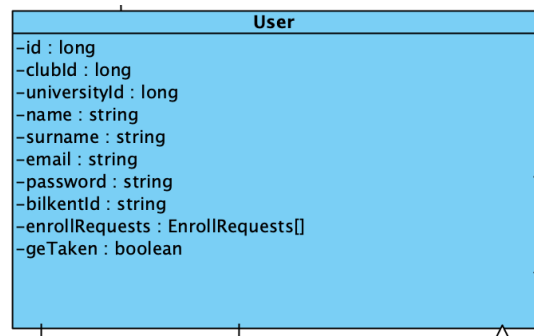 User
-id : long
-clubId : long
-universityId : long
-name : string
-surname : string
-email : string
-password : string
-bilkentId : string
-enrollRequests : EnrollRequests[]
-geTaken : boolean